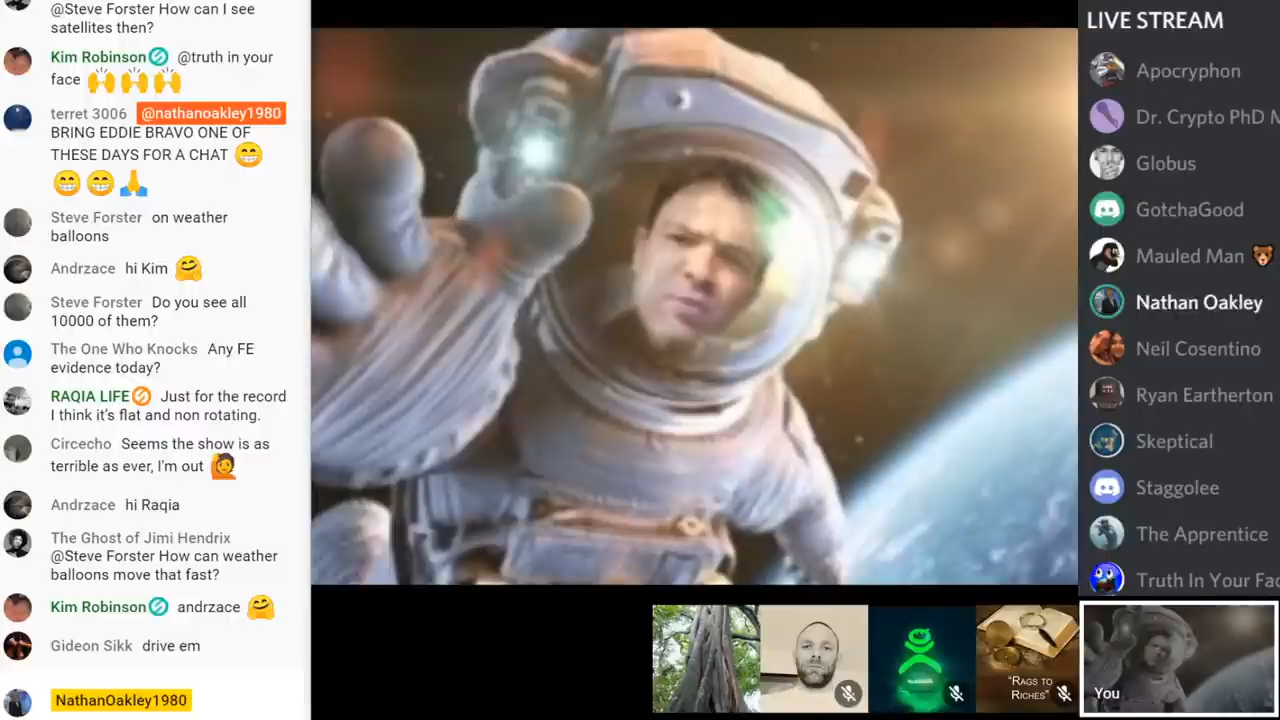 @Steve Forster How can I see
satellites then?
Kim Robinson @truth in your
face
terret 3006 @nathanoakley1980
BRING EDDIE BRAVO ONE OF
THESE DAYS FOR A CHAT
Steve Forster on weather
balloons
Andrzace hi Kim
Steve Forster Do you see all
10000 of them?
The One Who Knocks Any FE
evidence today?
RAQIA LIFE Just for the record
I think it's flat and non rotating.
Circecho Seems the show is as
terrible as ever, I'm out
Andrzace hi Raqia
The Ghost of Jimi Hendrix
@Steve Forster How can weather
balloons move that fast?
Kim Robinson andrzace
Gideon Sikk drive em
NathanOakley1980
"RAGS TO
RICHES"
You
LIVE STREAM
Apocryphon
Dr. Crypto PhD M
Globus
GotchaGood
Mauled Man
Nathan Oakley
Neil Cosentino
Ryan Eartherton
Skeptical
Staggolee
The Apprentice
Truth In Your Fac